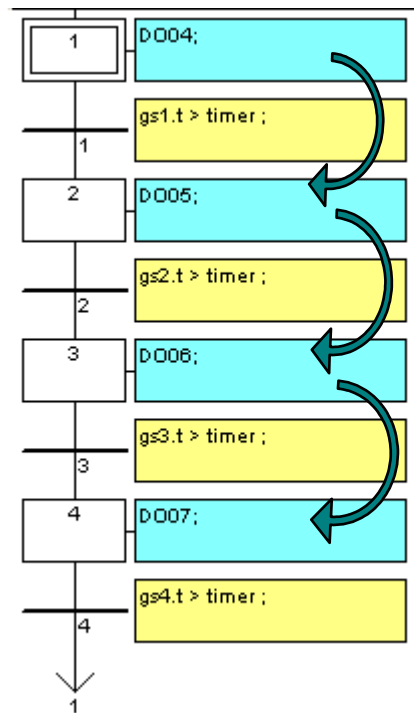 1
DO04;
gs1.t > timer ;
1
2
DO05;
gs2.t > timer ;
2
3
DO06;
gs3.t > timer ;
3
4
DO07;
gs4.t > timer ;
4
1